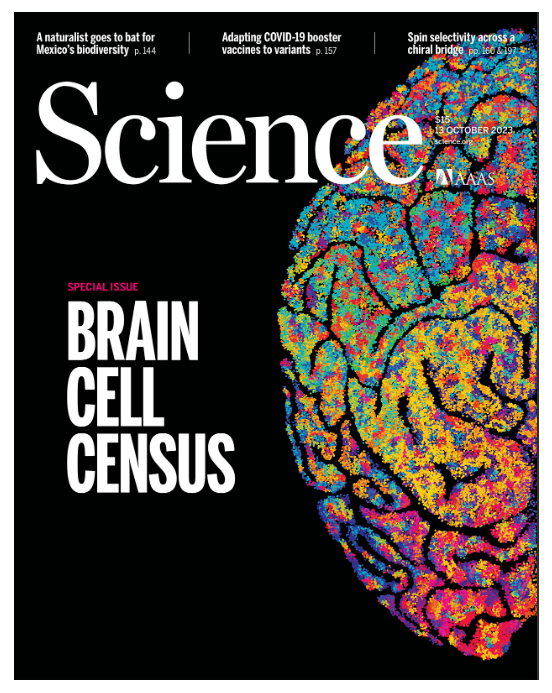 A naturalist goes to bat for
Mexico's biodiversity p. 144
Adapting COVID-19 booster
vaccines to variants p. 157
Spin selectivity across a
chiral bridge pp. 160 & 197
Science
$15
13 OCTOBER 2023
science.org
AAAS
SPECIAL ISSUE
BRAIN
CELL
CENSUS